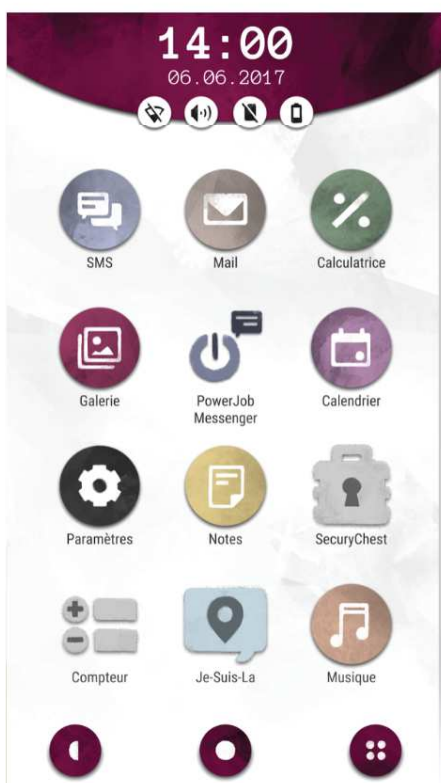 14:00
06.06.2017
SMS
Mail
Calculatrice
Galerie
PowerJob
Messenger
Calendrier
Paramètres
Notes
SecuryChest
Compteur
Je-Suis-La
Musique